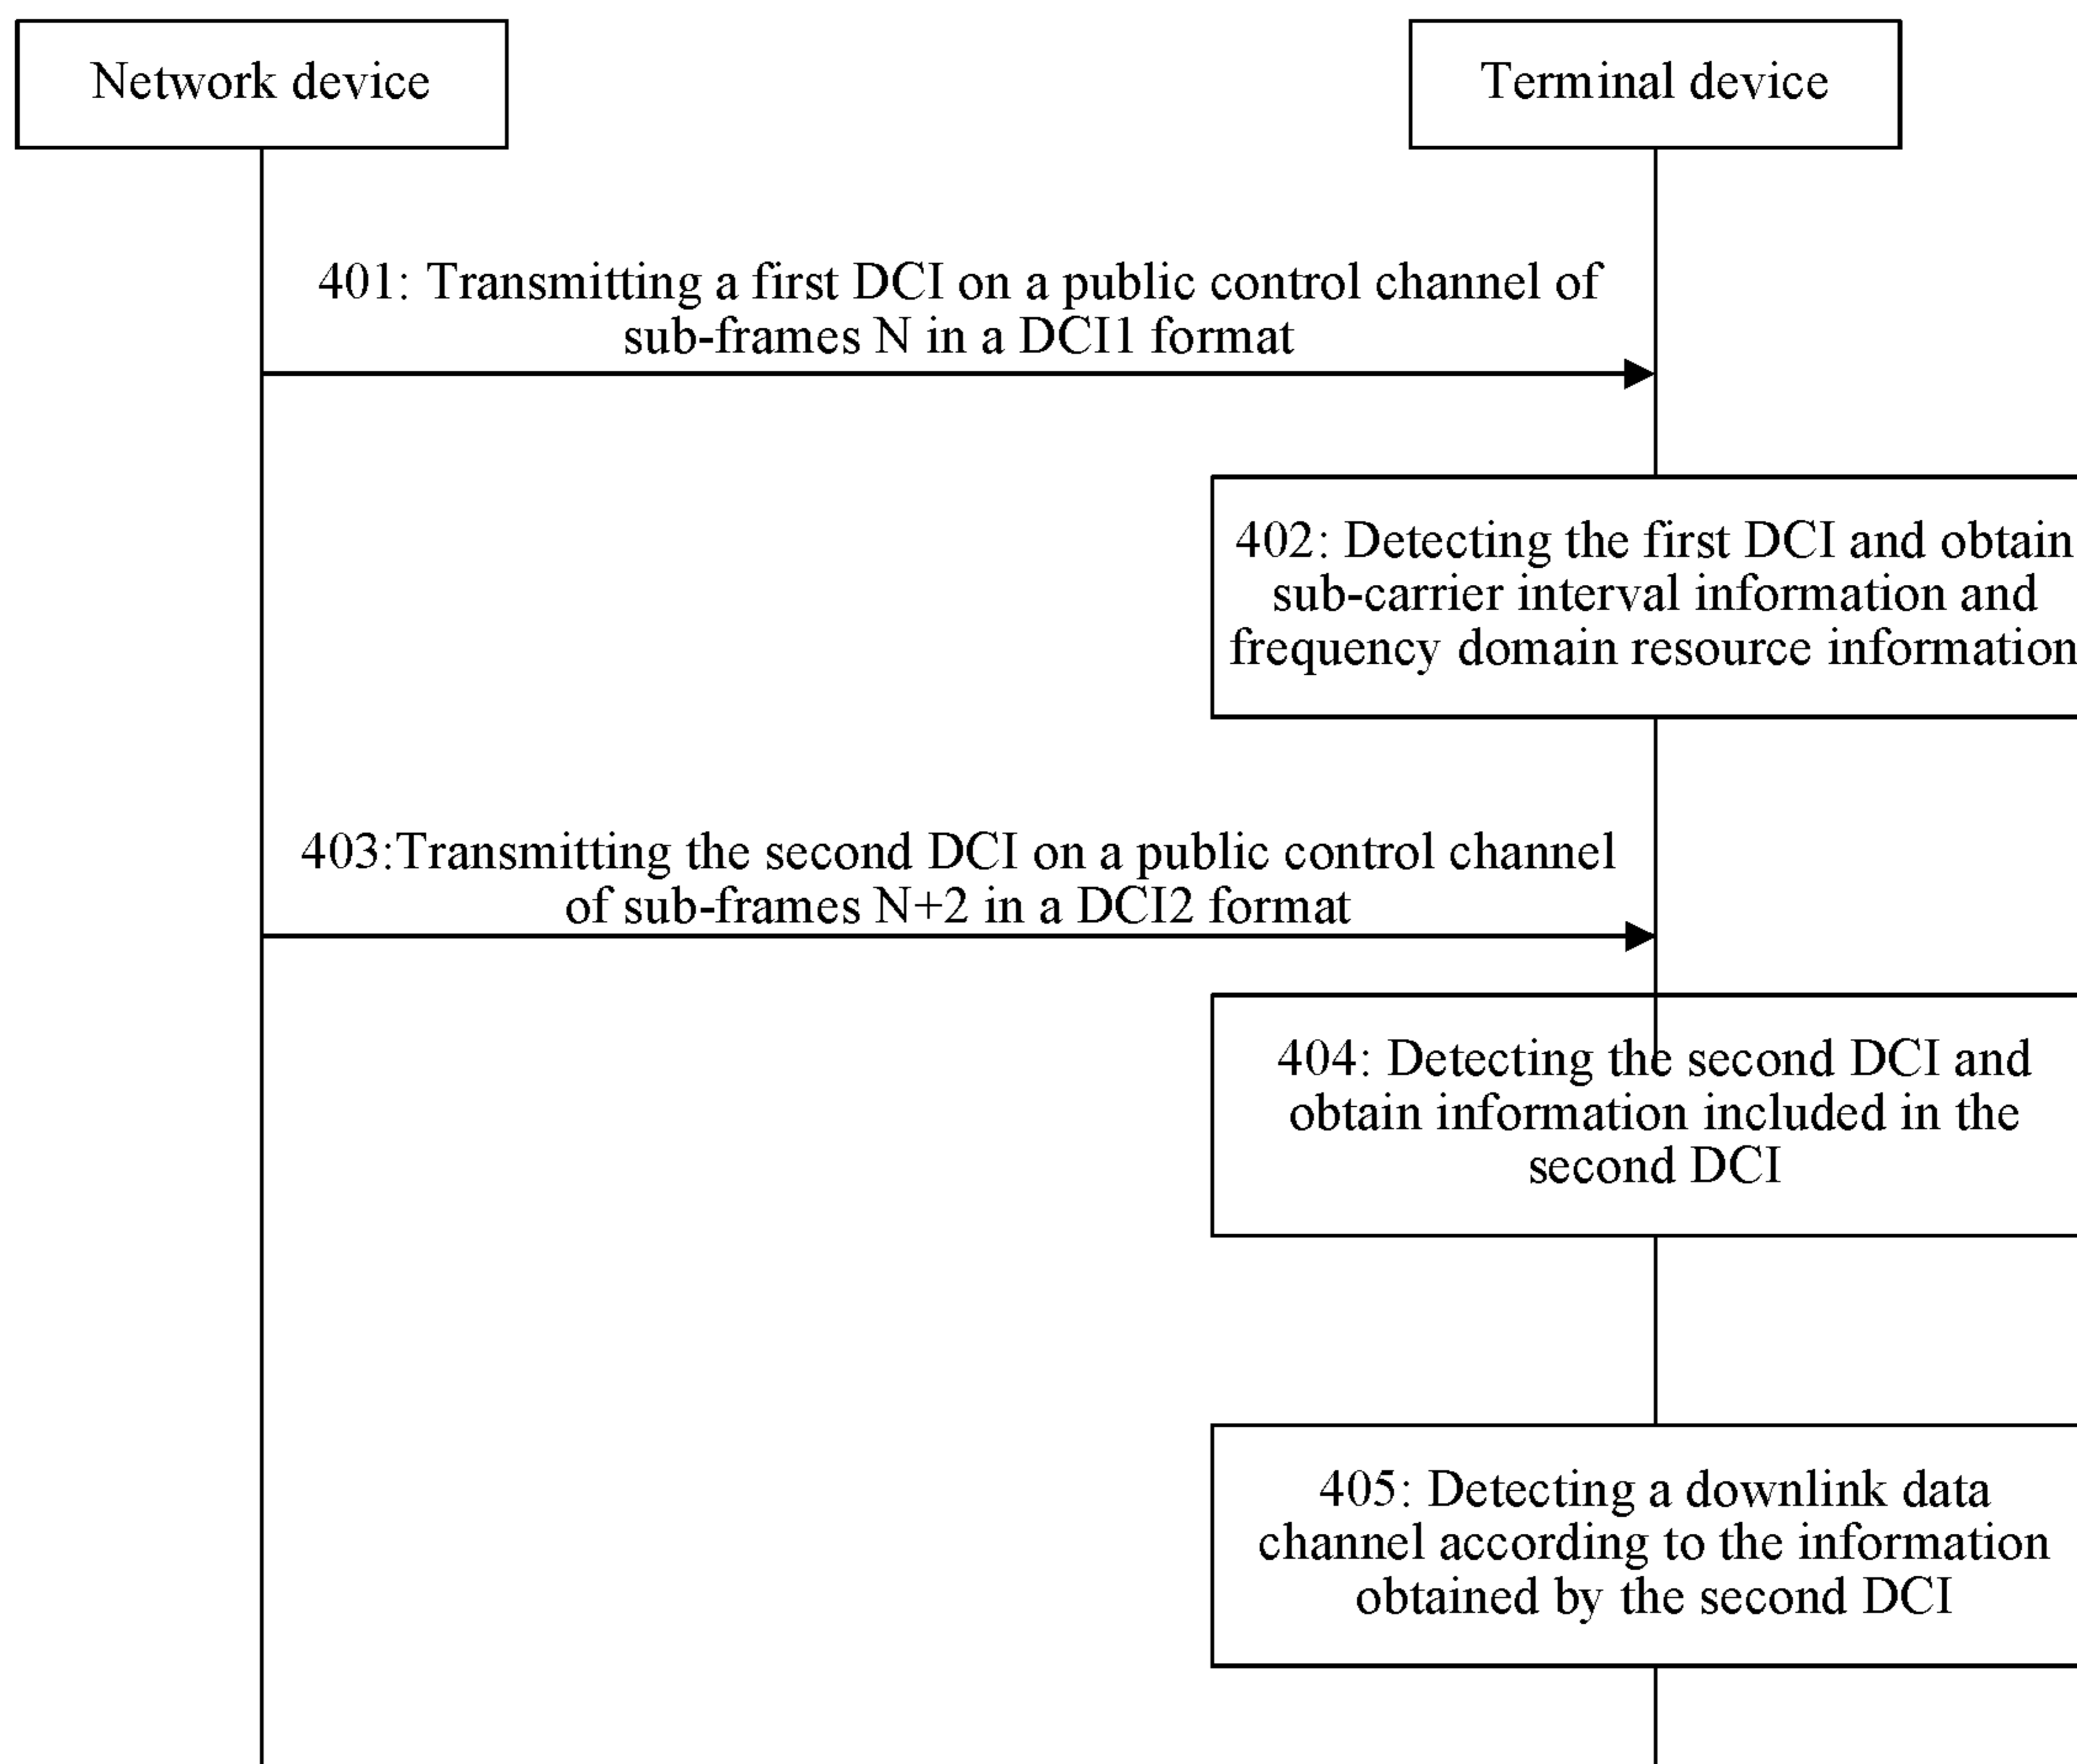 Network device
Terminal device
401: Transmitting a first DCI on a public control channel of
sub-frames N in a DCI1 format
402: Detecting the first DCI and obtain
sub-carrier interval information and
frequency domain resource information
403:Transmitting the second DCI on a public control channel
of sub-frames N+2 in a DCI2 format
404: Detecting the second DCI and
obtain information included in the
second DCI
405: Detecting a downlink data
channel according to the information
obtained by the second DCI